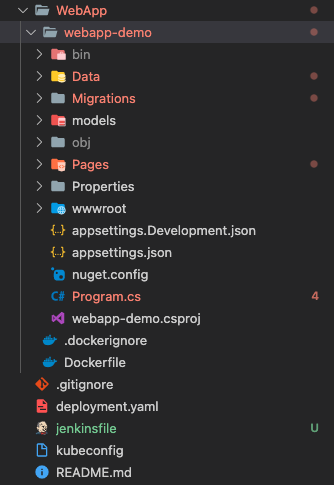 WebApp
webapp-demo
bin
Data
Migrations
models
obj
Pages
Properties
wwwroot
appsettings.Development.json
appsettings.json
nuget.config
C# Program.cs 4
webapp-demo.csproj
.dockerignore
Dockerfile
.gitignore
deployment.yaml
jenkinsfile U
kubeconfig
README.md